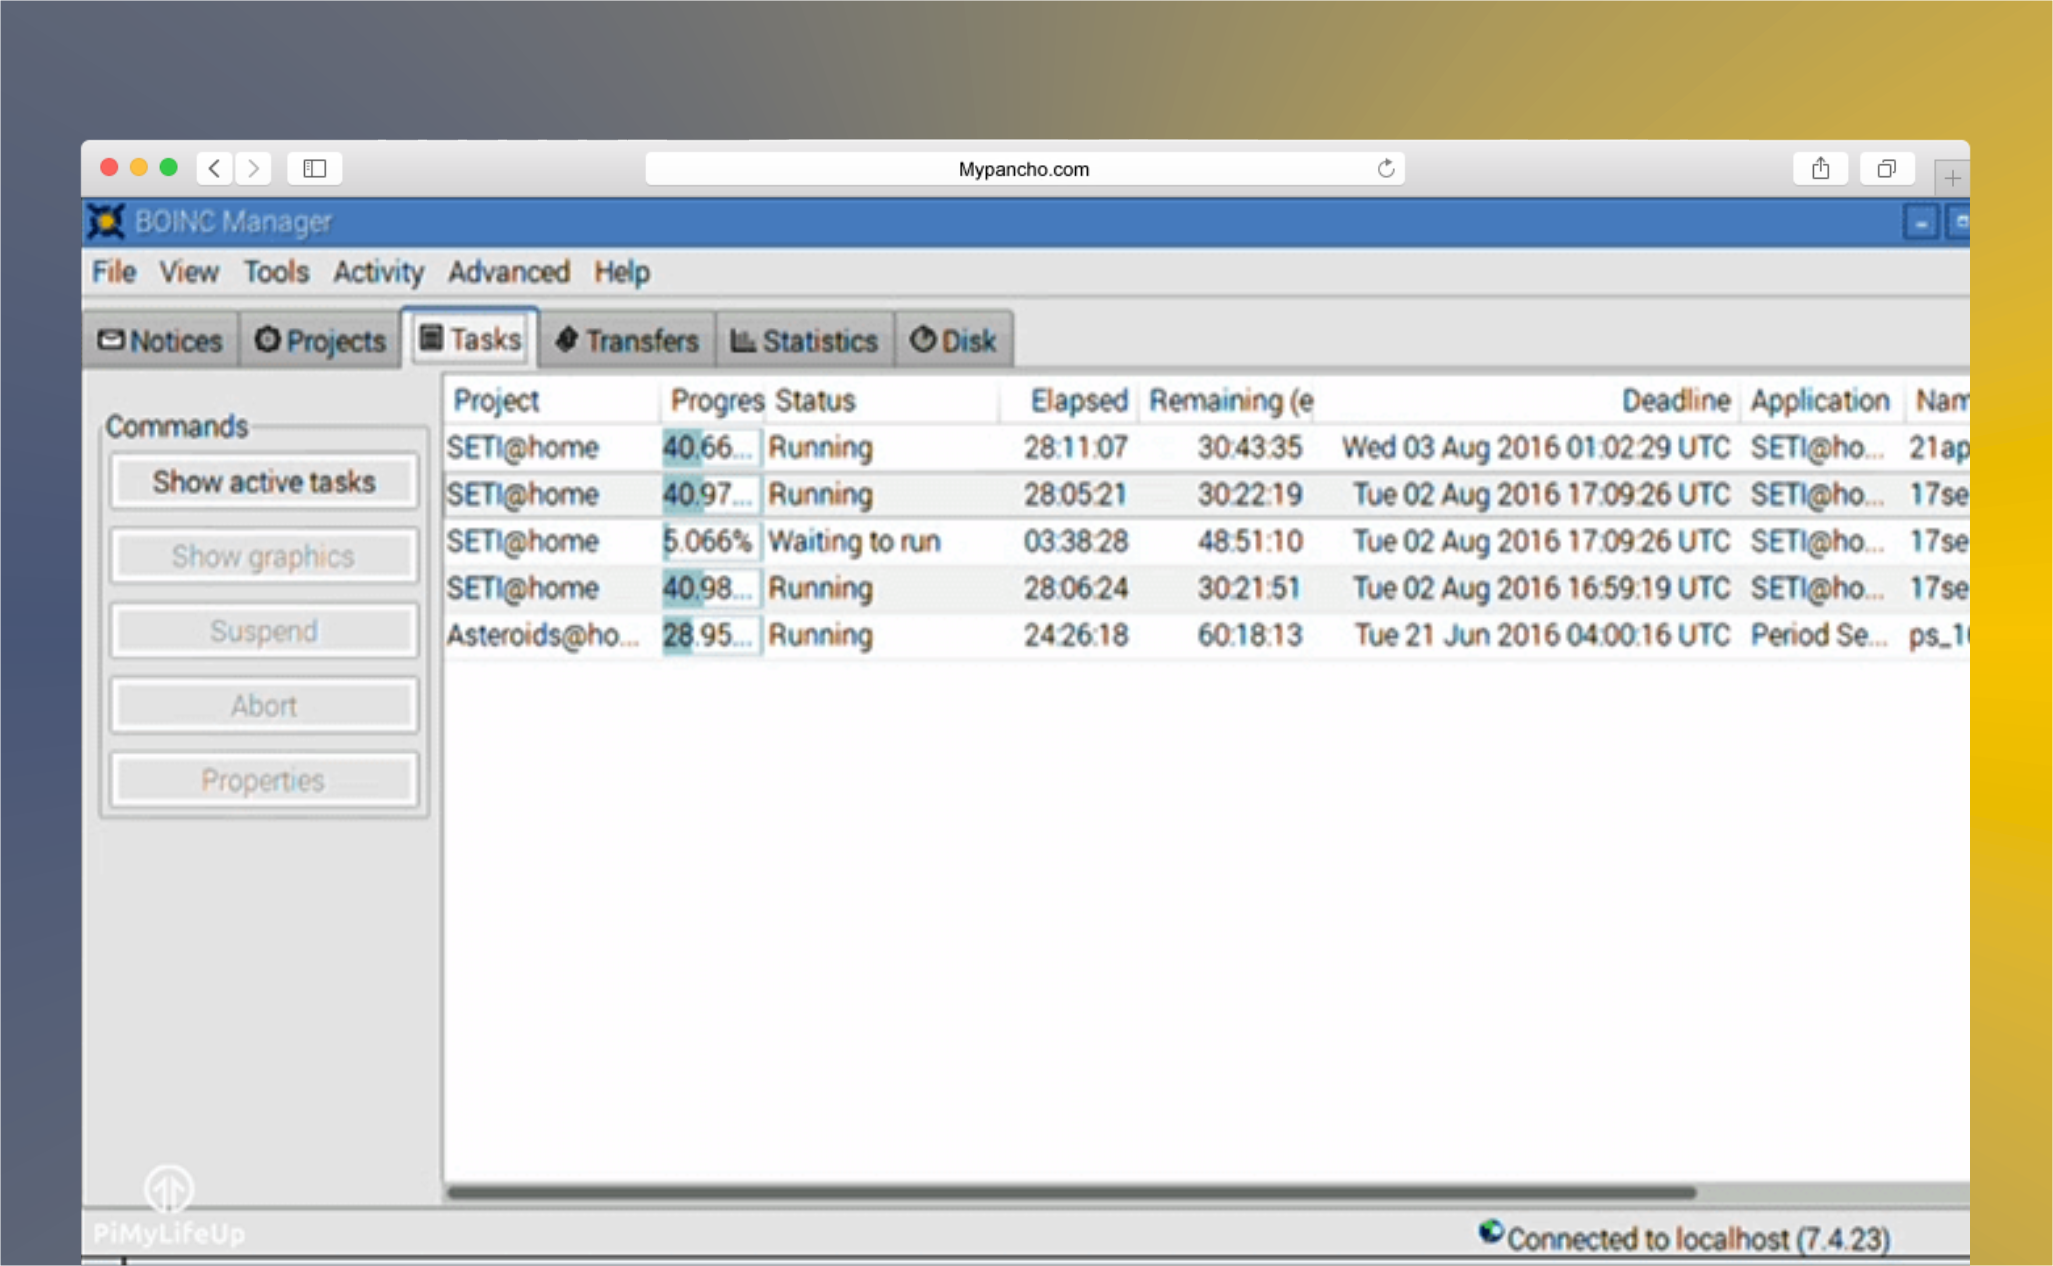 Mypancho.com
BOINC Manager
File View Tools Activity Advanced Help
Notices Projects Tasks Transfers Statistics Disk
Commands
Show active tasks
Show graphics
Suspend
Abort
Properties
Project Progres Status Elapsed Remaining (e Deadline Application Nam
SETI@home 40.66... Running 28:11:07 30:43:35 Wed 03 Aug 2016 01:02:29 UTC SETI@ho... 21ap
SETI@home 40.97... Running 28:05:21 30:22:19 Tue 02 Aug 2016 17:09:26 UTC SETI@ho... 17se
SETI@home 5.066% Waiting to run 03:38:28 48:51:10 Tue 02 Aug 2016 17:09:26 UTC SETI@ho... 17se
SETI@home 40.98... Running 28:06:24 30:21:51 Tue 02 Aug 2016 16:59:19 UTC SETI@ho... 17se
Asteroids@ho... 28.95... Running 24:26:18 60:18:13 Tue 21 Jun 2016 04:00:16 UTC Period Se... ps_1
PiMyLifeUp
Connected to localhost (7.4.23)